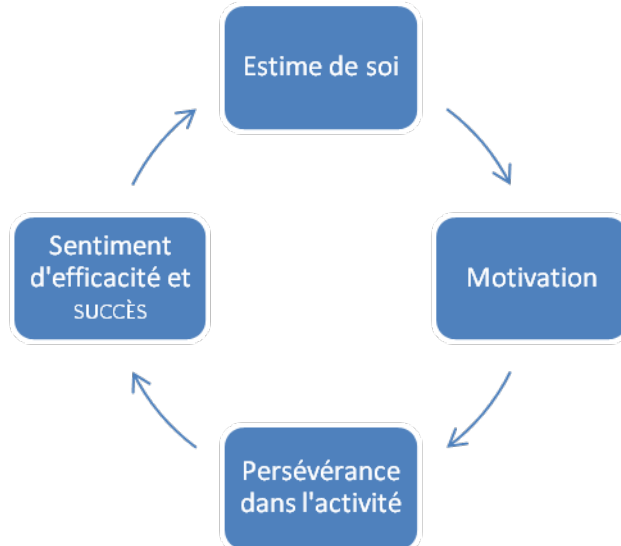 Estime de soi
Motivation
Persévérance
dans l'activité
Sentiment
d'efficacité et
SUCCÈS